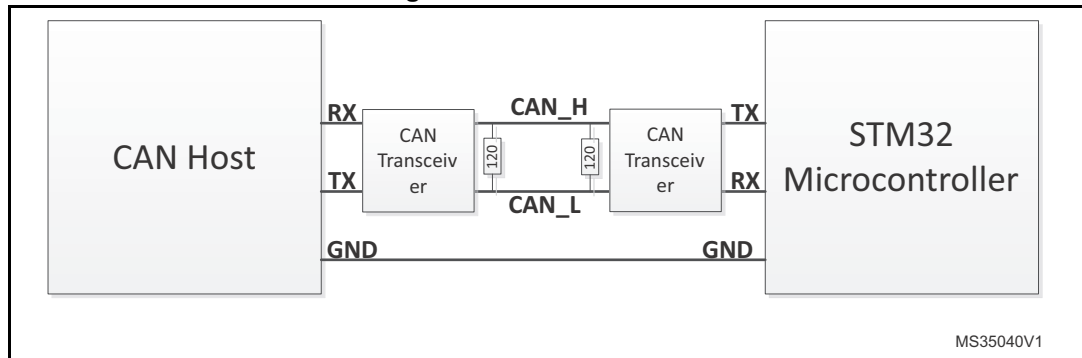 CAN Host
RX
TX
GND
CAN
Transceiv
er
CAN_H
120
120
CAN_L
CAN
Transceiv
er
TX
RX
GND
STM32
Microcontroller
MS35040V1